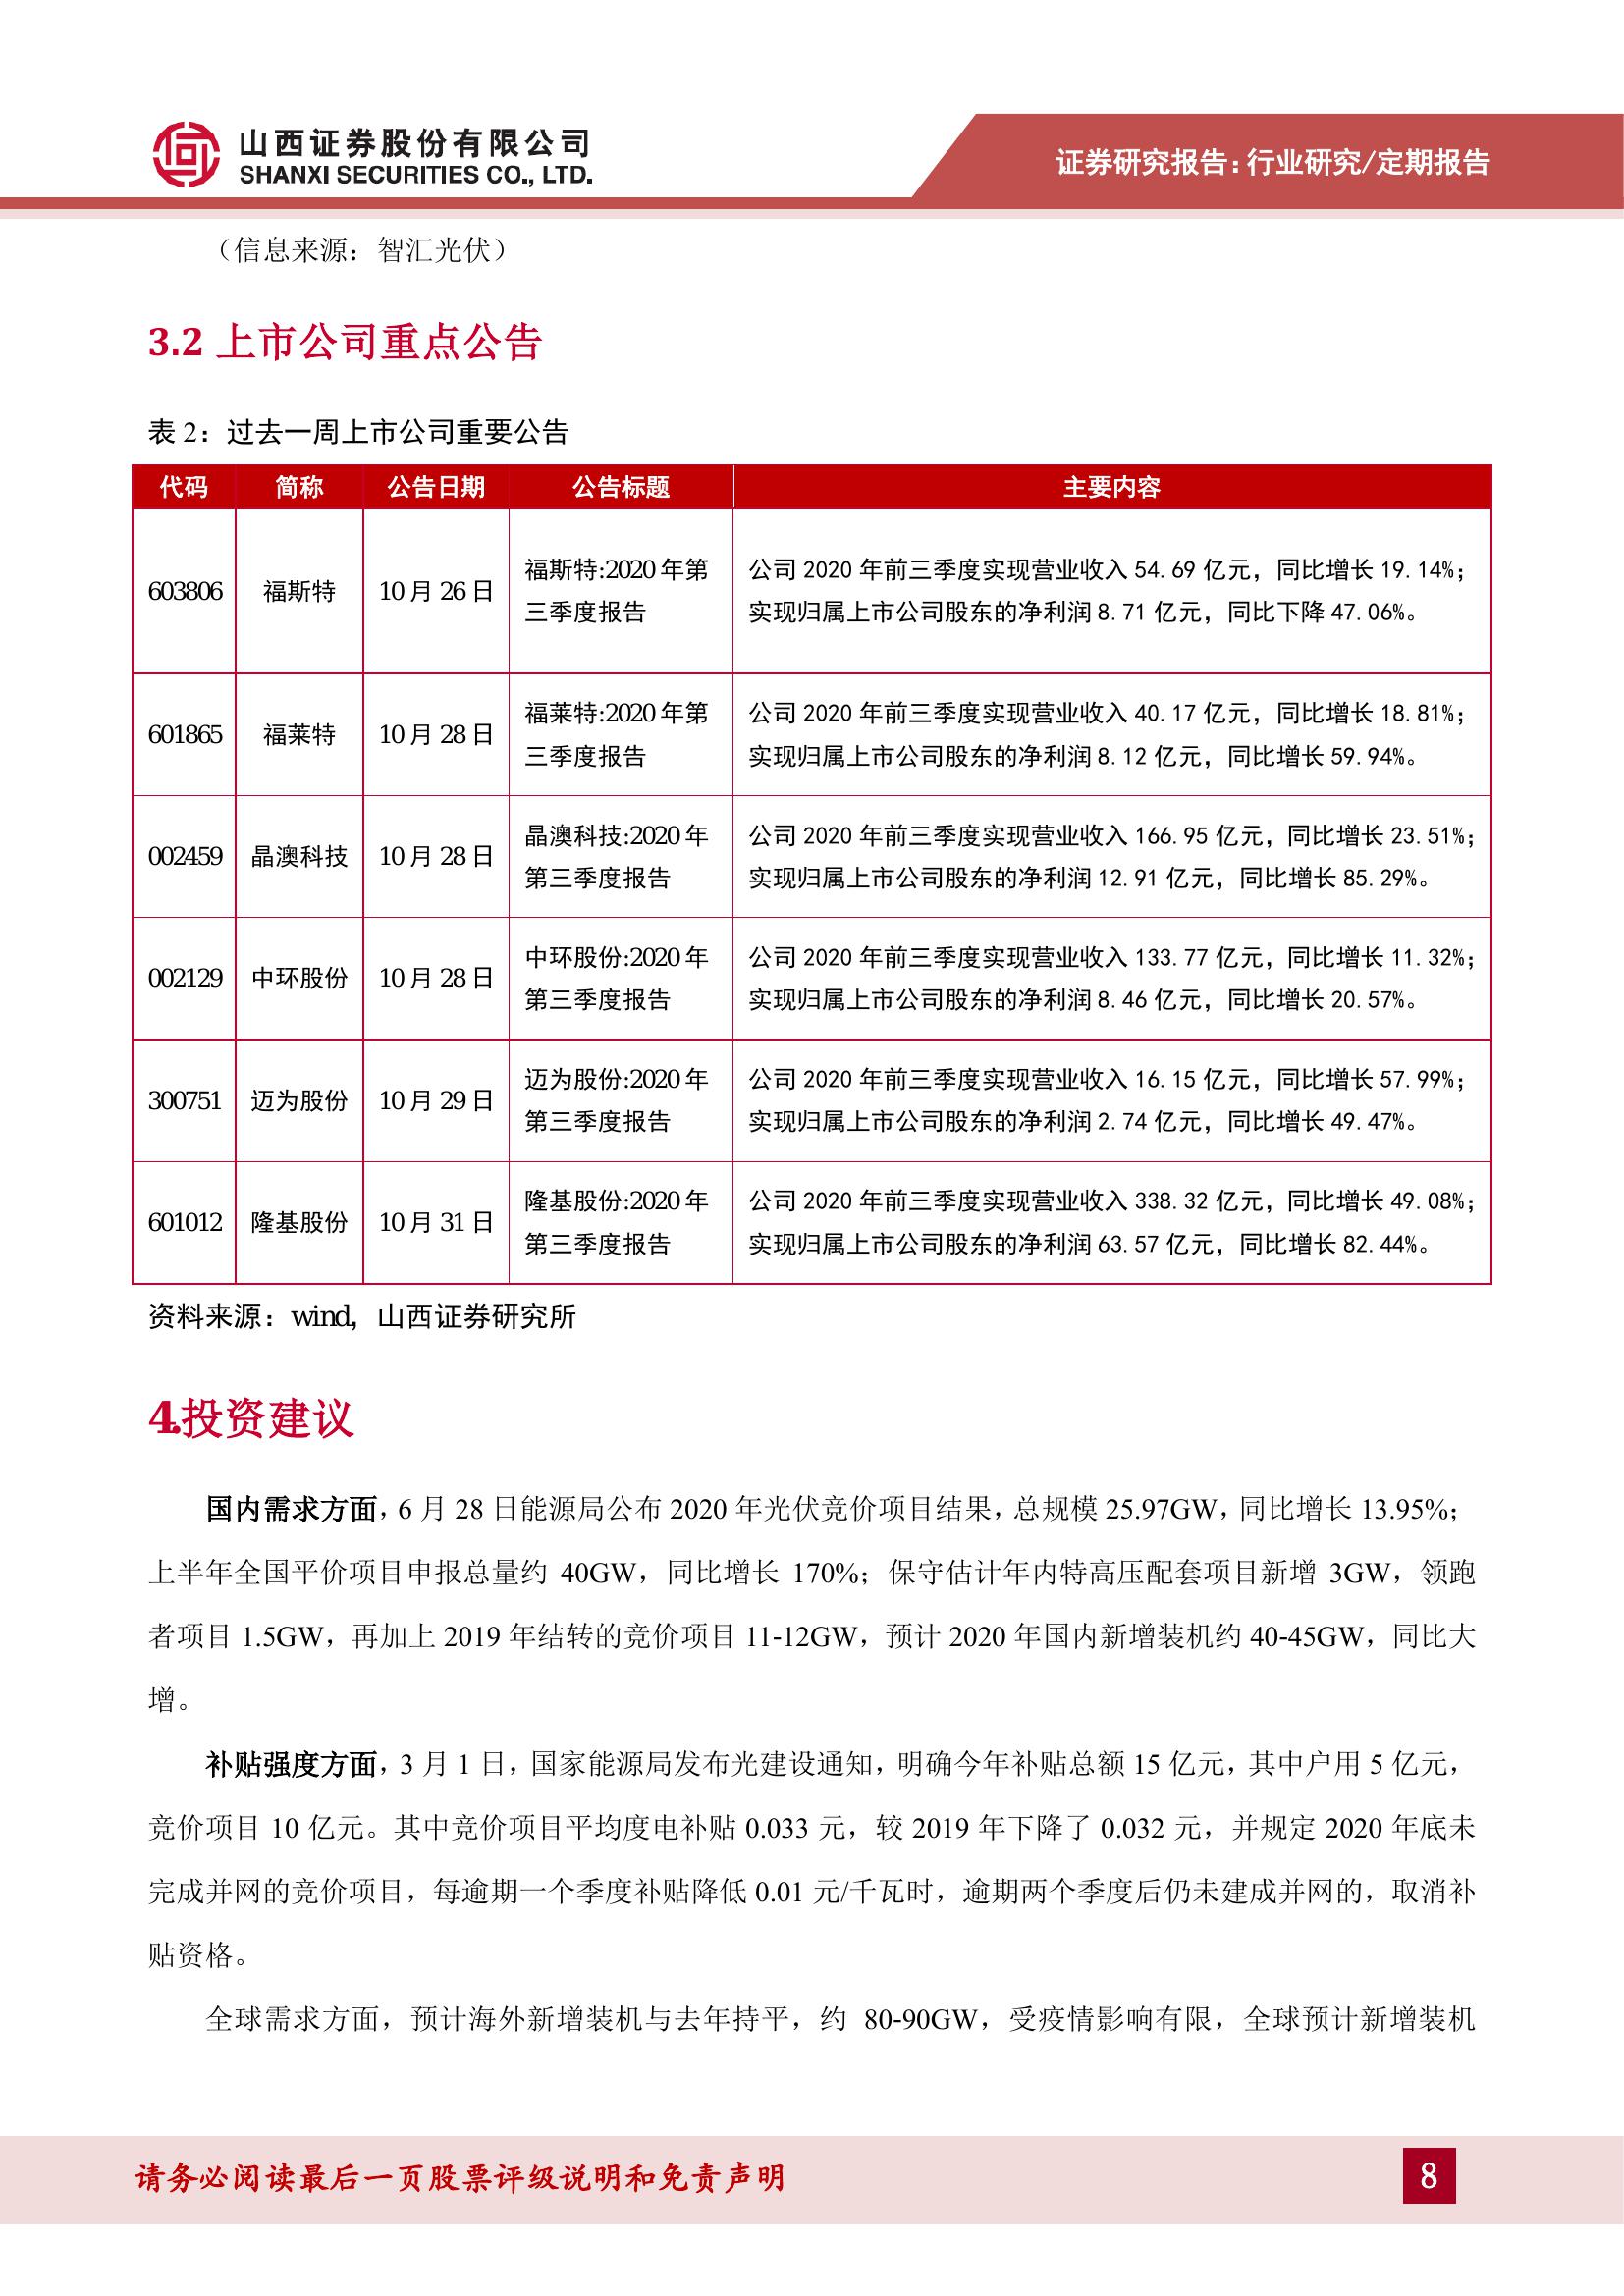 山西证券股份有限公司
SHANXI SECURITIES CO., LTD.
证券研究报告:行业研究/定期报告
（信息来源：智汇光伏）
3.2 上市公司重点公告
表 2：过去一周上市公司重要公告
代码 简称 公告日期 公告标题 主要内容
603806 福斯特 10 月 26 日 福斯特:2020 年第
三季度报告
公司 2020 年前三季度实现营业收入 54.69 亿元，同比增长 19.14%；
实现归属上市公司股东的净利润 8.71 亿元，同比下降 47.06%。
601865 福莱特 10 月 28 日 福莱特:2020 年第
三季度报告
公司 2020 年前三季度实现营业收入 40.17 亿元，同比增长 18.81%；
实现归属上市公司股东的净利润 8.12 亿元，同比增长 59.94%。
002459 晶澳科技 10 月 28 日 晶澳科技:2020 年
第三季度报告
公司 2020 年前三季度实现营业收入 166.95 亿元，同比增长 23.51%；
实现归属上市公司股东的净利润 12.91 亿元，同比增长 85.29%。
002129 中环股份 10 月 28 日 中环股份:2020 年
第三季度报告
公司 2020 年前三季度实现营业收入 133.77 亿元，同比增长 11.32%；
实现归属上市公司股东的净利润 8.46 亿元，同比增长 20.57%。
300751 迈为股份 10 月 29 日 迈为股份:2020 年
第三季度报告
公司 2020 年前三季度实现营业收入 16.15 亿元，同比增长 57.99%；
实现归属上市公司股东的净利润 2.74 亿元，同比增长 49.47%。
601012 隆基股份 10 月 31 日 隆基股份:2020 年
第三季度报告
公司 2020 年前三季度实现营业收入 338.32 亿元，同比增长 49.08%；
实现归属上市公司股东的净利润 63.57 亿元，同比增长 82.44%。
资料来源：wind，山西证券研究所
4.投资建议
国内需求方面，6 月 28 日能源局公布 2020 年光伏竞价项目结果，总规模 25.97GW，同比增长 13.95%；
上半年全国平价项目申报总量约 40GW，同比增长 170%；保守估计年内特高压配套项目新增 3GW，领跑
者项目 1.5GW，再加上 2019 年结转的竞价项目 11-12GW，预计 2020 年国内新增装机约 40-45GW，同比大
增。
补贴强度方面，3 月 1 日，国家能源局发布光建设通知，明确今年补贴总额 15 亿元，其中户用 5 亿元，
竞价项目 10 亿元。其中竞价项目平均度电补贴 0.033 元，较 2019 年下降了 0.032 元，并规定 2020 年底未
完成并网的竞价项目，每逾期一个季度补贴降低 0.01 元/千瓦时，逾期两个季度后仍未建成并网的，取消补
贴资格。
全球需求方面，预计海外新增装机与去年持平，约 80-90GW，受疫情影响有限，全球预计新增装机
请务必阅读最后一页股票评级说明和免责声明
8